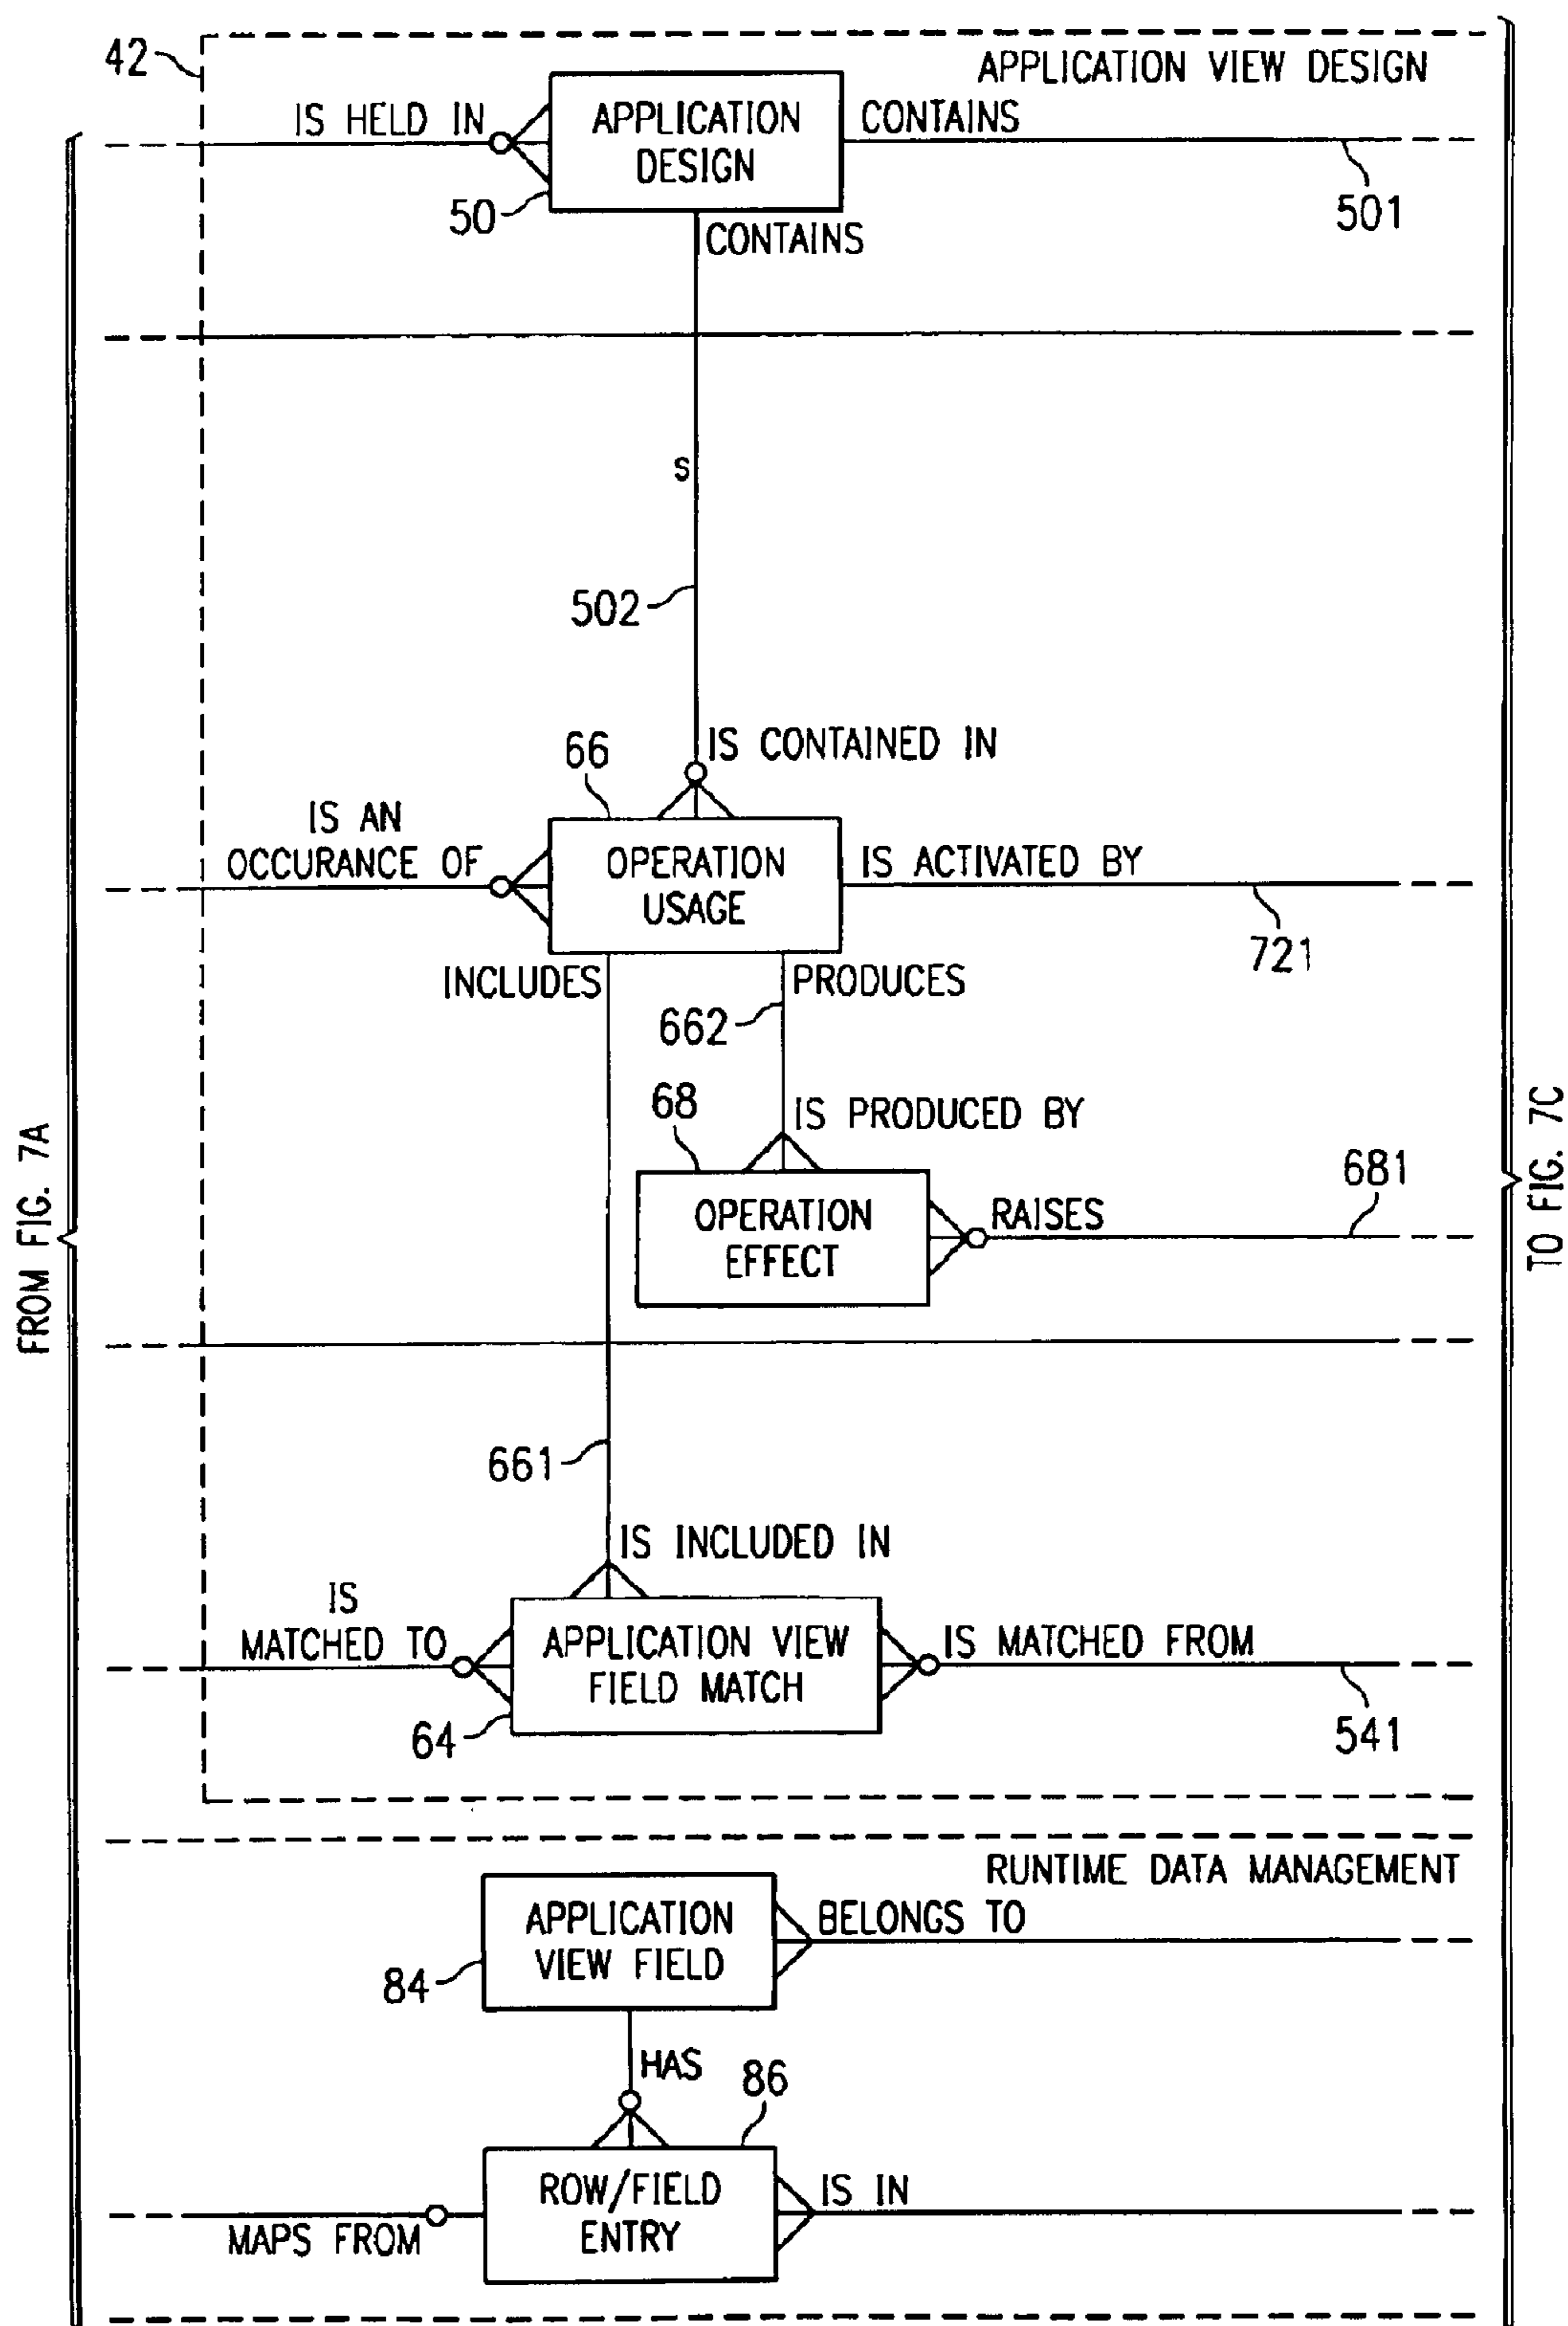 42
APPLICATION VIEW DESIGN
IS HELD IN
APPLICATION
DESIGN
CONTAINS
50
501
CONTAINS
S
502
66
IS CONTAINED IN
IS AN
OCCURANCE OF
OPERATION
USAGE
IS ACTIVATED BY
721
INCLUDES
PRODUCES
662
68
IS PRODUCED BY
OPERATION
EFFECT
RAISES
681
FROM FIG. 7A
TO FIG. 7C
661
IS INCLUDED IN
IS
MATCHED TO
APPLICATION VIEW
FIELD MATCH
IS MATCHED FROM
64
541
RUNTIME DATA MANAGEMENT
APPLICATION
VIEW FIELD
BELONGS TO
84
HAS
86
ROW/FIELD
ENTRY
IS IN
MAPS FROM